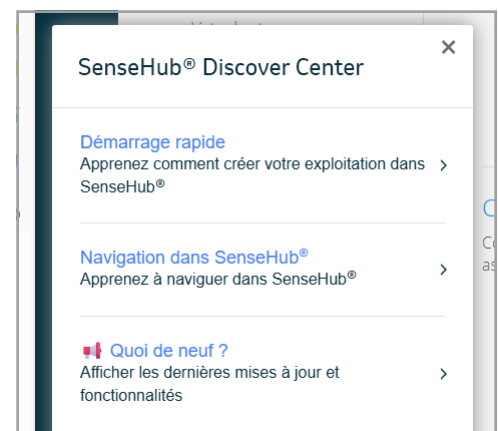 SenseHub® Discover Center
×
Démarrage rapide
Apprenez comment créer votre exploitation dans
SenseHub®
Navigation dans SenseHub®
Apprenez à naviguer dans SenseHub®
Quoi de neuf ?
Afficher les dernières mises à jour et
fonctionnalités